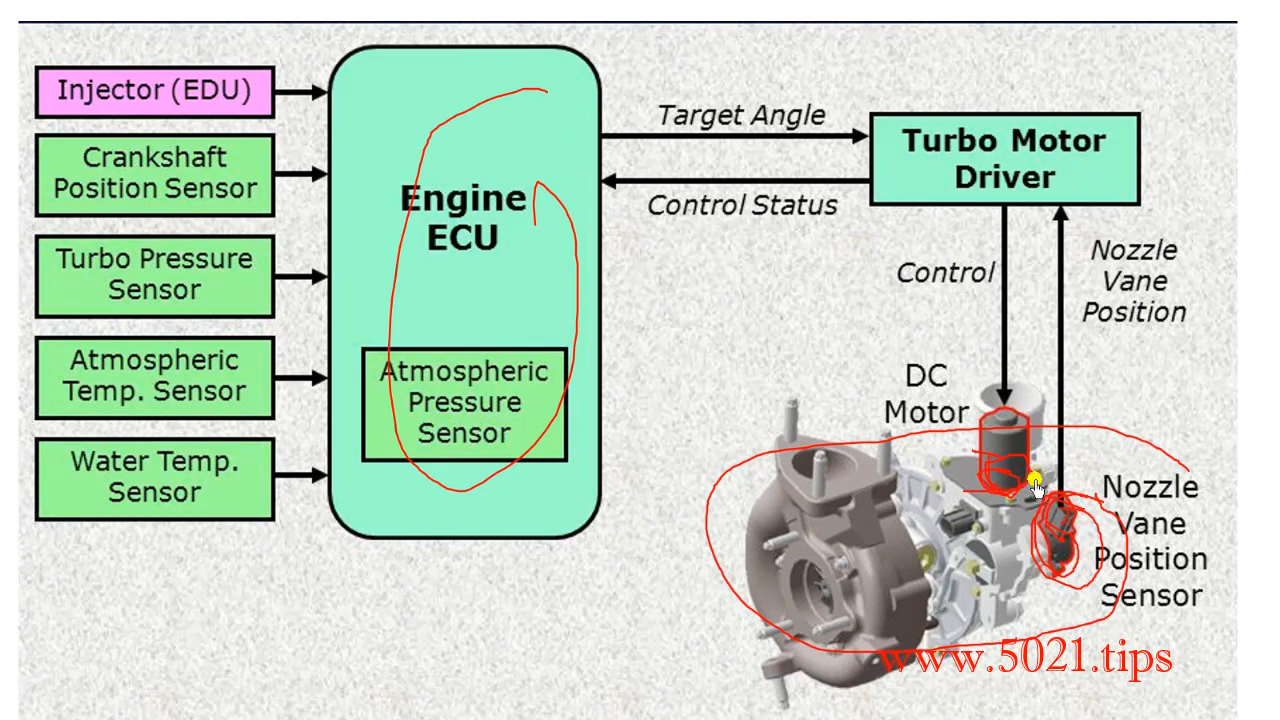 Injector (EDU)
Crankshaft
Position Sensor
Turbo Pressure
Sensor
Atmospheric
Temp. Sensor
Water Temp.
Sensor
Engine
ECU
Atmospheric
Pressure
Sensor
Target Angle
Control Status
Turbo Motor
Driver
Control
Nozzle
Vane
Position
DC
Motor
Nozzle
Vane
Position
Sensor
www.5021.tips